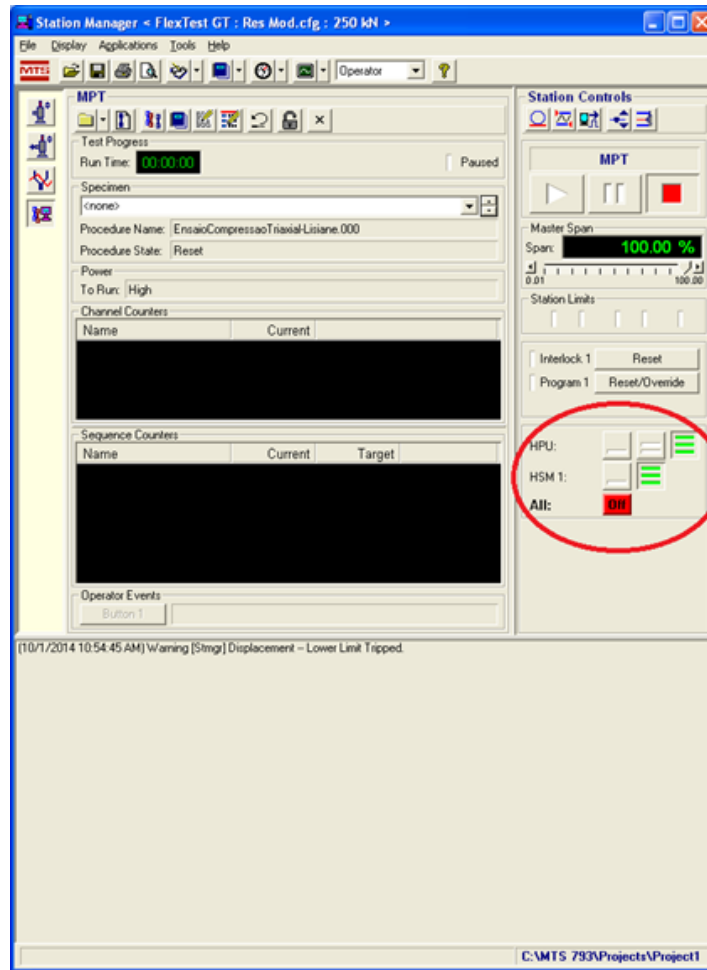 Station Manager < FlexTest GT : Res Mod.cfg : 250 kN >
File Display Applications Tools Help
MTS Operator
MPT
Test Progress
Run Time: 00:00:00 Paused
Specimen
<none>
Procedure Name: EnsaioCompressaoTriaxial-Lisiane.000
Procedure State: Reset
Power
To Run: High
Channel Counters
Name Current
Sequence Counters
Name Current Target
Operator Events
Button 1
Station Controls
MPT
Master Span
Span: 100.00 %
0.01 100.00
Station Limits
Interlock 1 Reset
Program 1 Reset/Override
HPU:
HSM 1:
All: Off
(10/1/2014 10:54:45 AM) Warning [Stmgr] Displacement -- Lower Limit Tripped.
C:\MTS 793\Projects\Project1